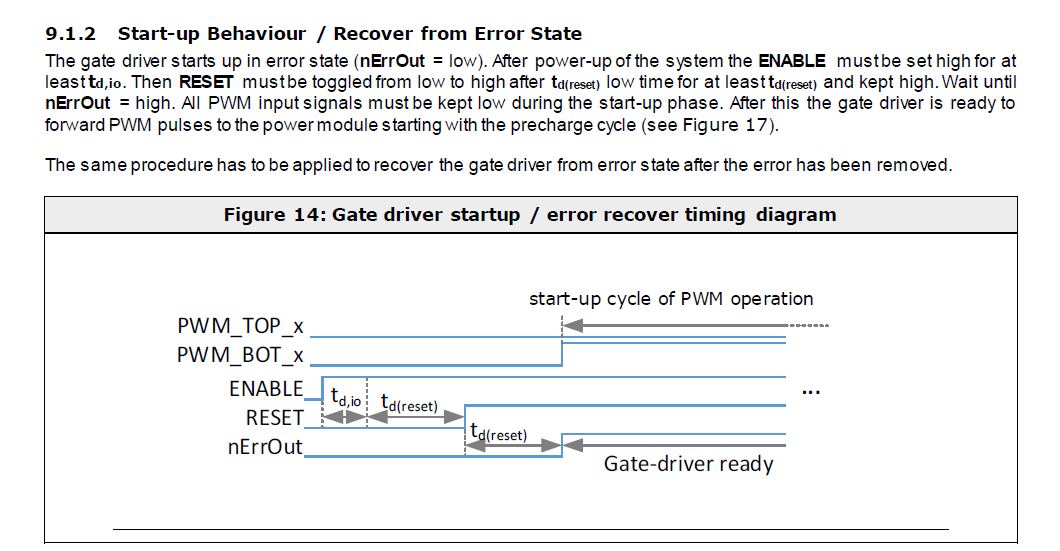 9.1.2 Start-up Behaviour / Recover from Error State
The gate driver starts up in error state (nErrOut = low). After power-up of the system the ENABLE must be set high for at
least td,io. Then RESET must be toggled from low to high after td(reset) low time for at least td(reset) and kept high. Wait until
nErrOut = high. All PWM input signals must be kept low during the start-up phase. After this the gate driver is ready to
forward PWM pulses to the power module starting with the precharge cycle (see Figure 17).
The same procedure has to be applied to recover the gate driver from error state after the error has been removed.
Figure 14: Gate driver startup / error recover timing diagram
start-up cycle of PWM operation
PWM_TOP_x
PWM_BOT_x
ENABLE
td,io td(reset)
...
RESET
td(reset)
nErrOut
Gate-driver ready